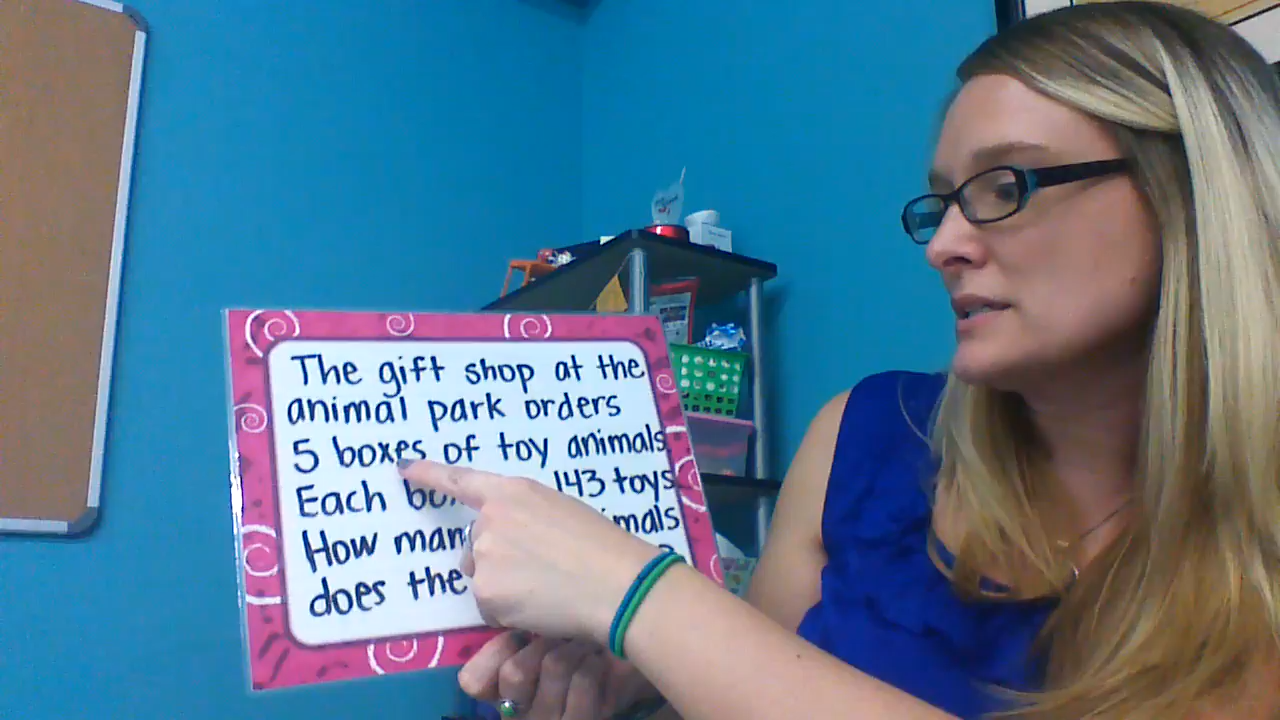 The gift shop at the
animal park orders
5 boxes of toy animals
Each 143 toys
How
does the